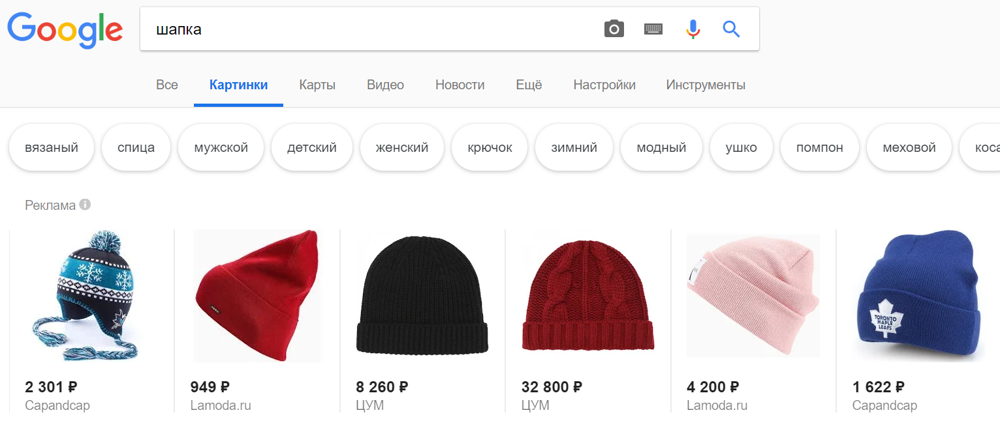 Google
шапка
Все Картинки Карты Видео Новости Ещё Настройки Инструменты
вязаный спица мужской детский женский крючок зимний модный ушко помпон меховой коса
Реклама
TORONTO
MAPLE
LEAFS
2 301 ₽ 949 ₽ 8 260 ₽ 32 800 ₽ 4 200 ₽ 1 622 ₽
Capandcap Lamoda.ru ЦУМ ЦУМ Lamoda.ru Capandcap